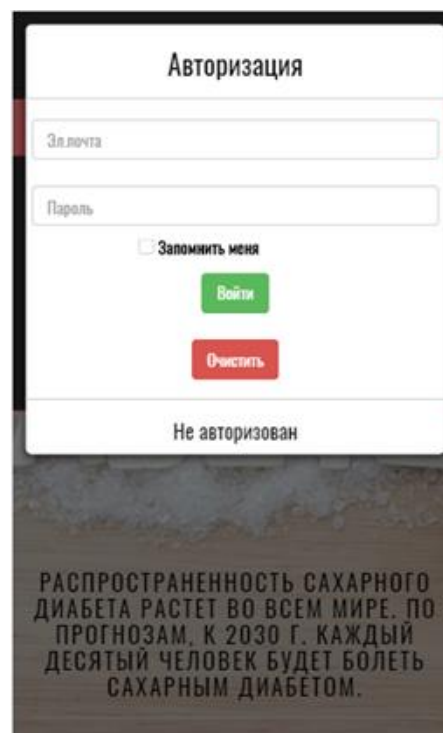 Авторизация
Эл.почта
Пароль
Запомнить меня
Войти
Очистить
Не авторизован
РАСПРОСТРАНЕННОСТЬ САХАРНОГО
ДИАБЕТА РАСТЕТ ВО ВСЕМ МИРЕ. ПО
ПРОГНОЗАМ, К 2030 Г. КАЖДЫЙ
ДЕСЯТЫЙ ЧЕЛОВЕК БУДЕТ БОЛЕТЬ
САХАРНЫМ ДИАБЕТОМ.